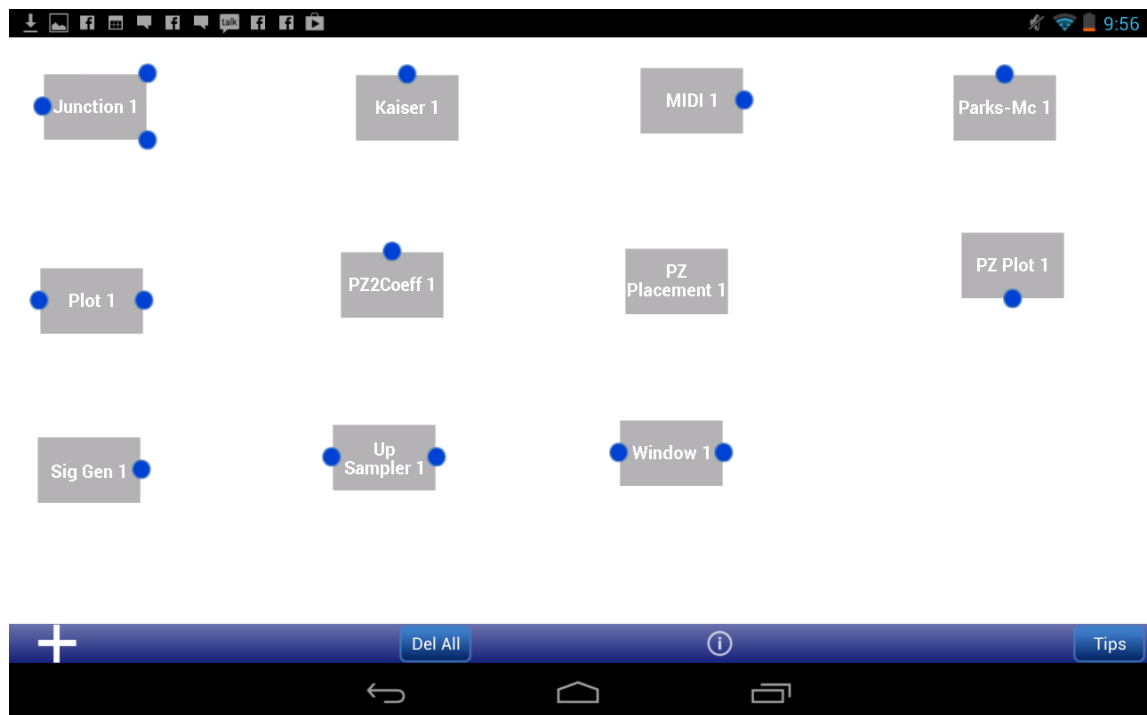 talk
9:56
Junction 1
Kaiser 1
MIDI 1
Parks-Mc 1
Plot 1
PZ2Coeff 1
PZ
Placement 1
PZ Plot 1
Sig Gen 1
Up
Sampler 1
Window 1
Del All
Tips